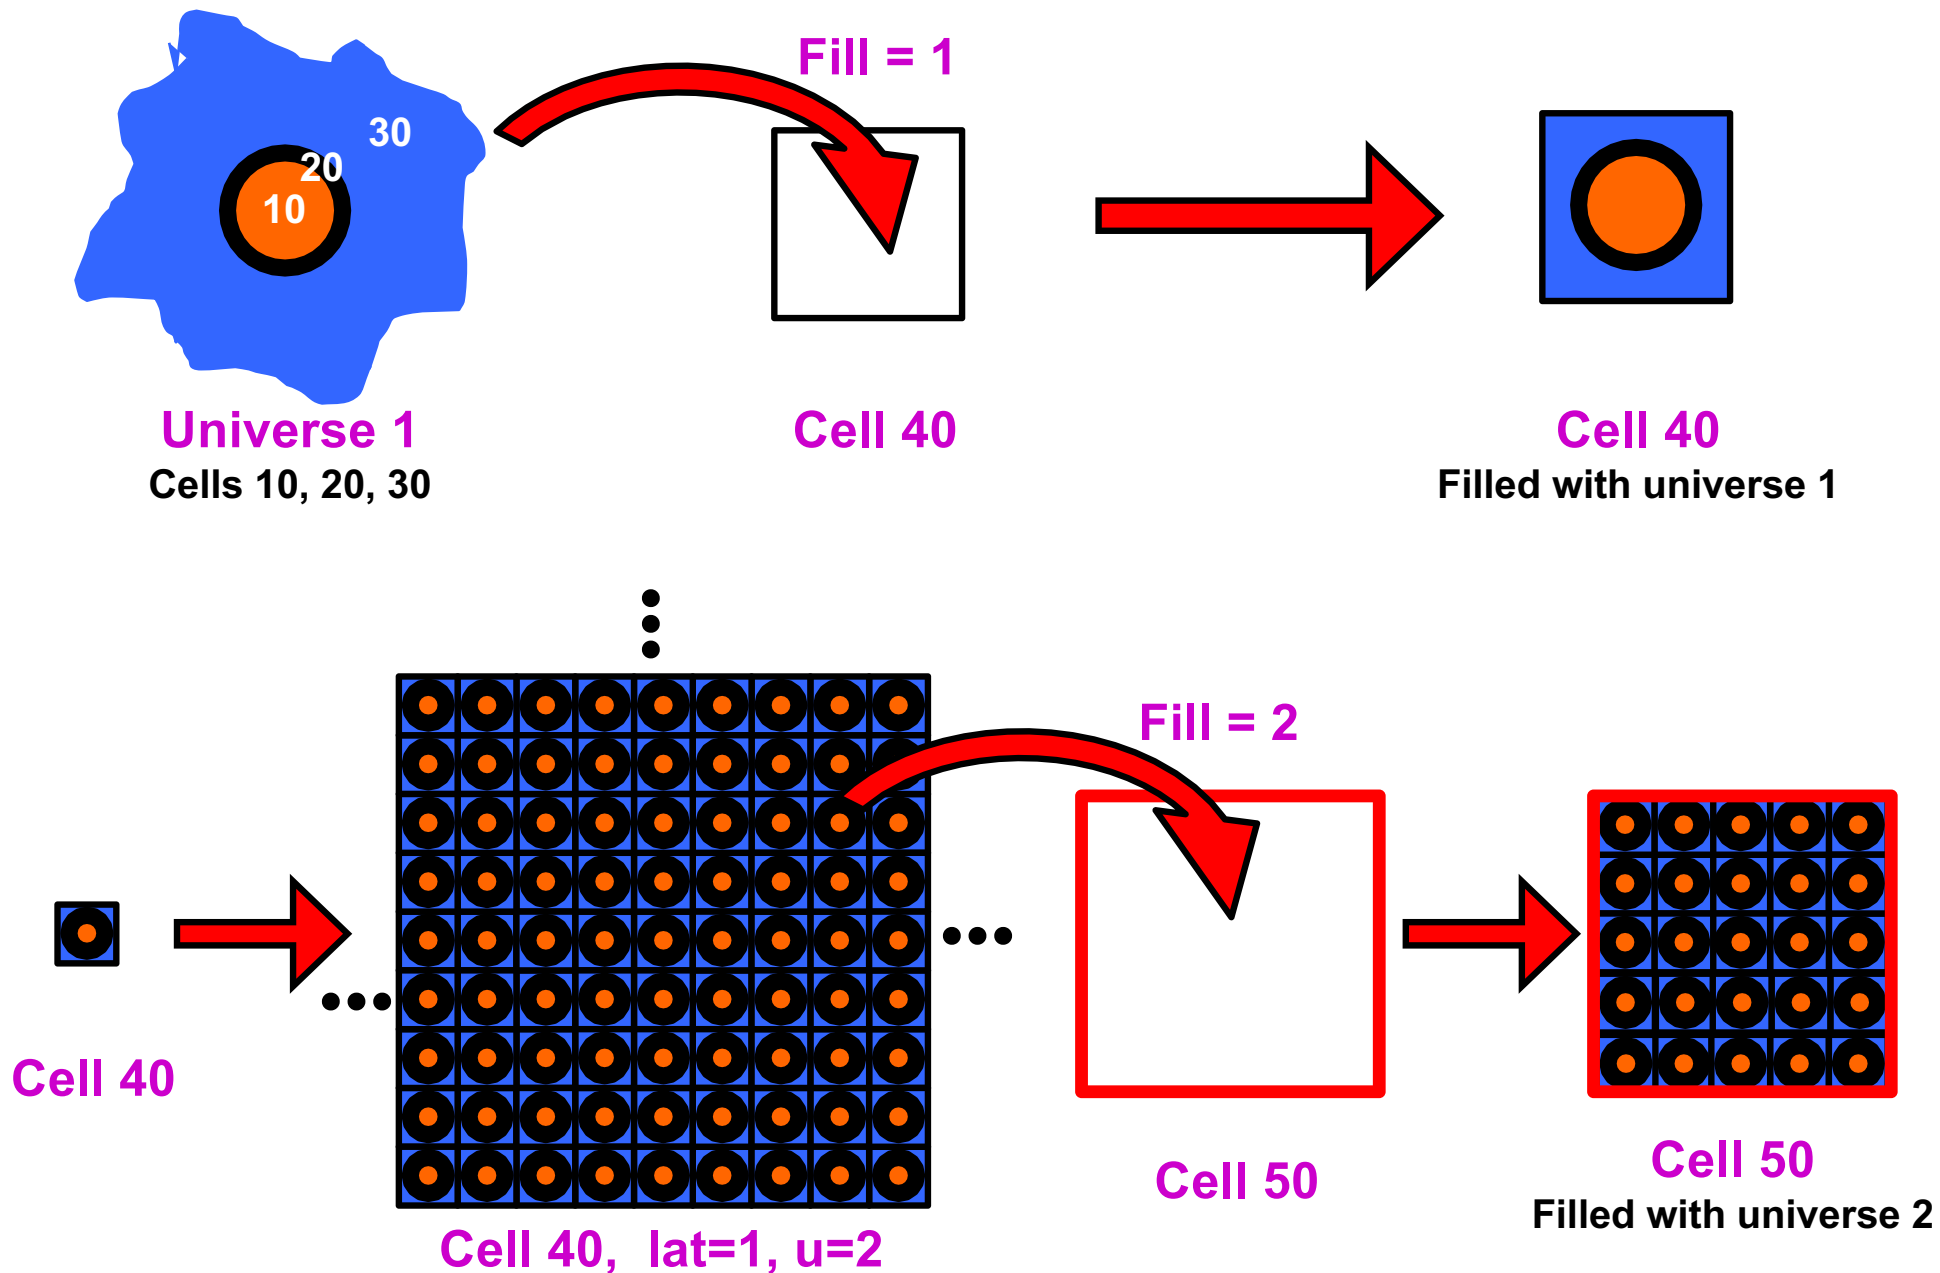 Fill = 1
30
20
10
Universe 1
Cells 10, 20, 30
Cell 40
Cell 40
Filled with universe 1
Fill = 2
Cell 40
Cell 40, lat=1, u=2
Cell 50
Cell 50
Filled with universe 2